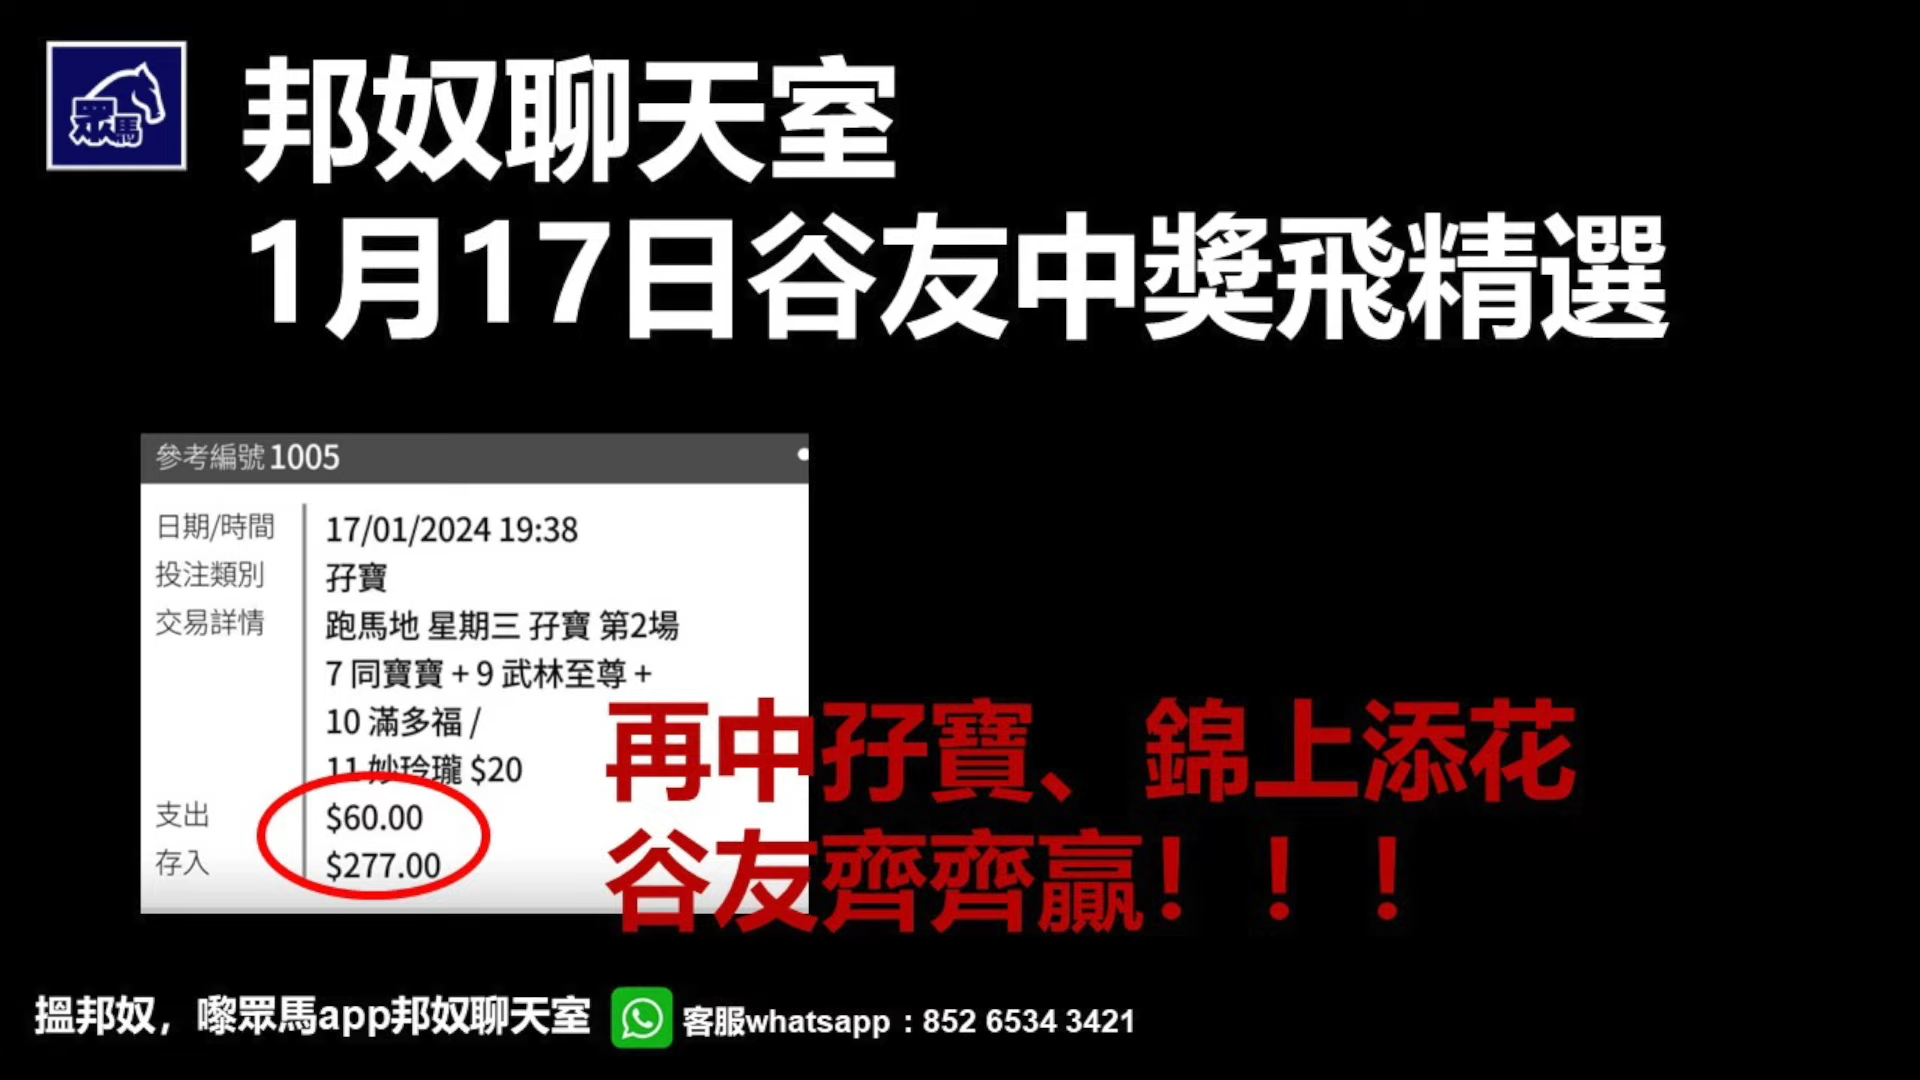 眾馬
邦奴聊天室
1月17日谷友中獎飛精選
參考編號 1005
日期/時間 17/01/2024 19:38
投注類別 孖寶
交易詳情 跑馬地 星期三 孖寶 第2場
7 同寶寶 + 9 武林至尊 +
10 滿多福 /
11 妙玲瓏 $20
支出 $60.00
存入 $277.00
再中孖寶、錦上添花
谷友齊齊贏！！！
搵邦奴，嚟眾馬app邦奴聊天室
客服whatsapp：852 6534 3421